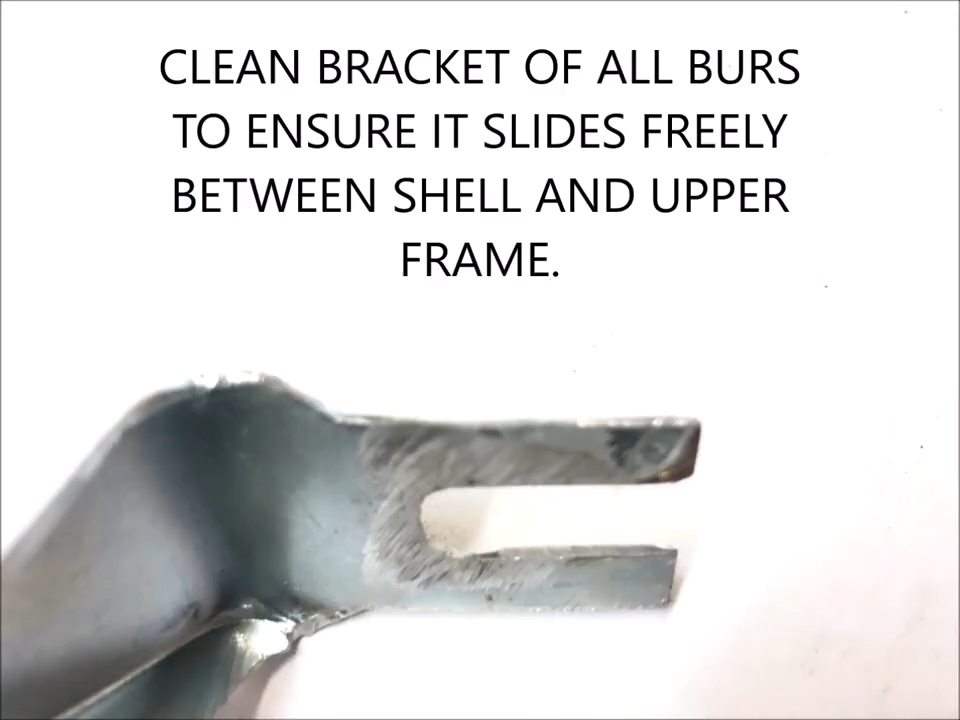 CLEAN BRACKET OF ALL BURS
TO ENSURE IT SLIDES FREELY
BETWEEN SHELL AND UPPER
FRAME.